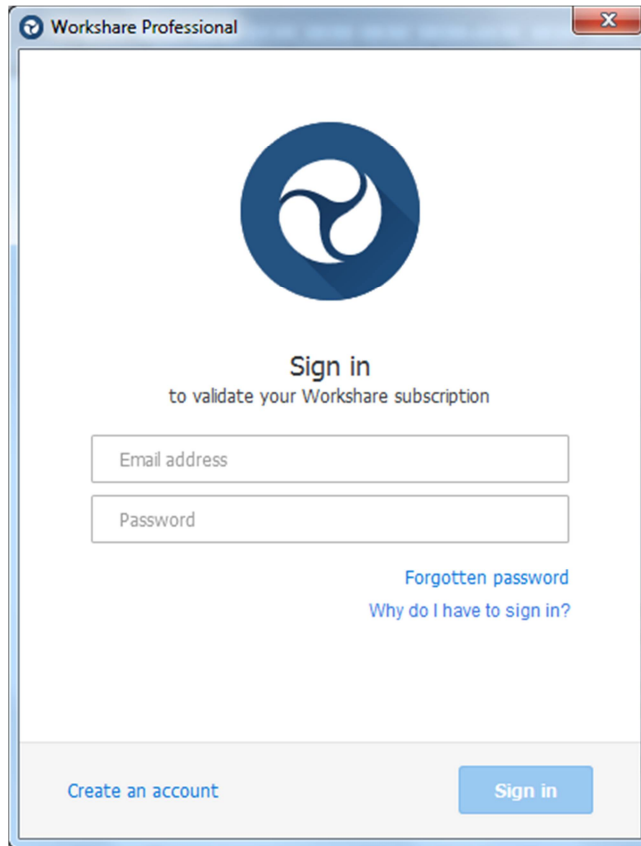 Workshare Professional
Sign in
to validate your Workshare subscription
Email address
Password
Forgotten password
Why do I have to sign in?
Create an account
Sign in